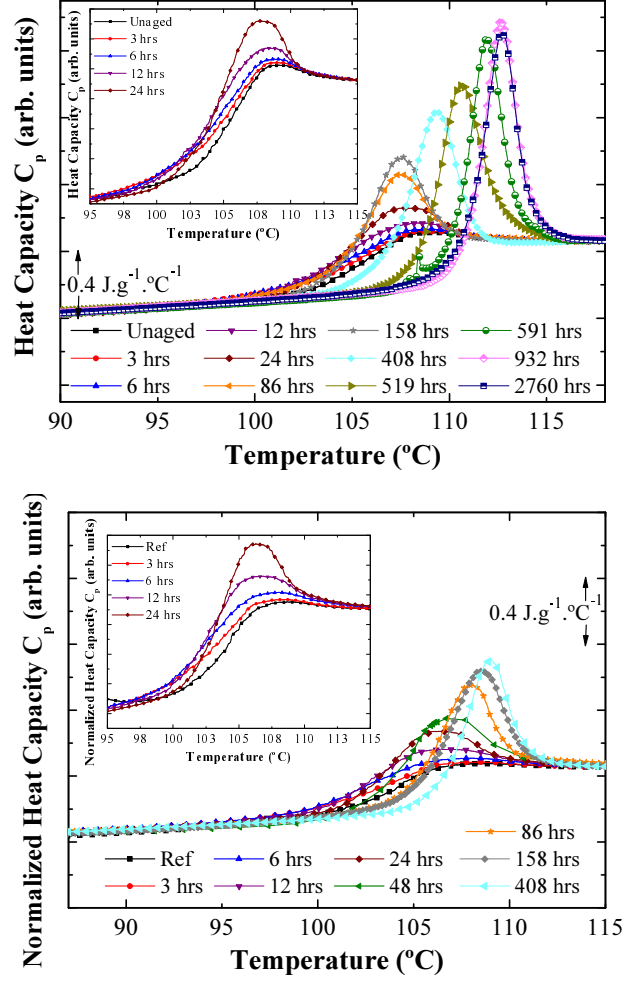 Heat Capacity Cₚ (arb. units)
Heat Capacity Cₚ (arb. units)
Unaged
3 hrs
6 hrs
12 hrs
24 hrs
95 98 100 103 105 108 110 113 115
Temperature (ºC)
0.4 J.g⁻¹.ºC⁻¹
Unaged 12 hrs 158 hrs 591 hrs
3 hrs 24 hrs 408 hrs 932 hrs
6 hrs 86 hrs 519 hrs 2760 hrs
90 95 100 105 110 115
Temperature (ºC)
Normalized Heat Capacity Cₚ (arb. units)
Normalized Heat Capacity Cₚ (arb. units)
Ref
3 hrs
6 hrs
12 hrs
24 hrs
95 98 100 103 105 108 110 113 115
Temperature (ºC)
0.4 J.g⁻¹.ºC⁻¹
86 hrs
Ref 6 hrs 24 hrs 158 hrs
3 hrs 12 hrs 48 hrs 408 hrs
90 95 100 105 110 115
Temperature (ºC)